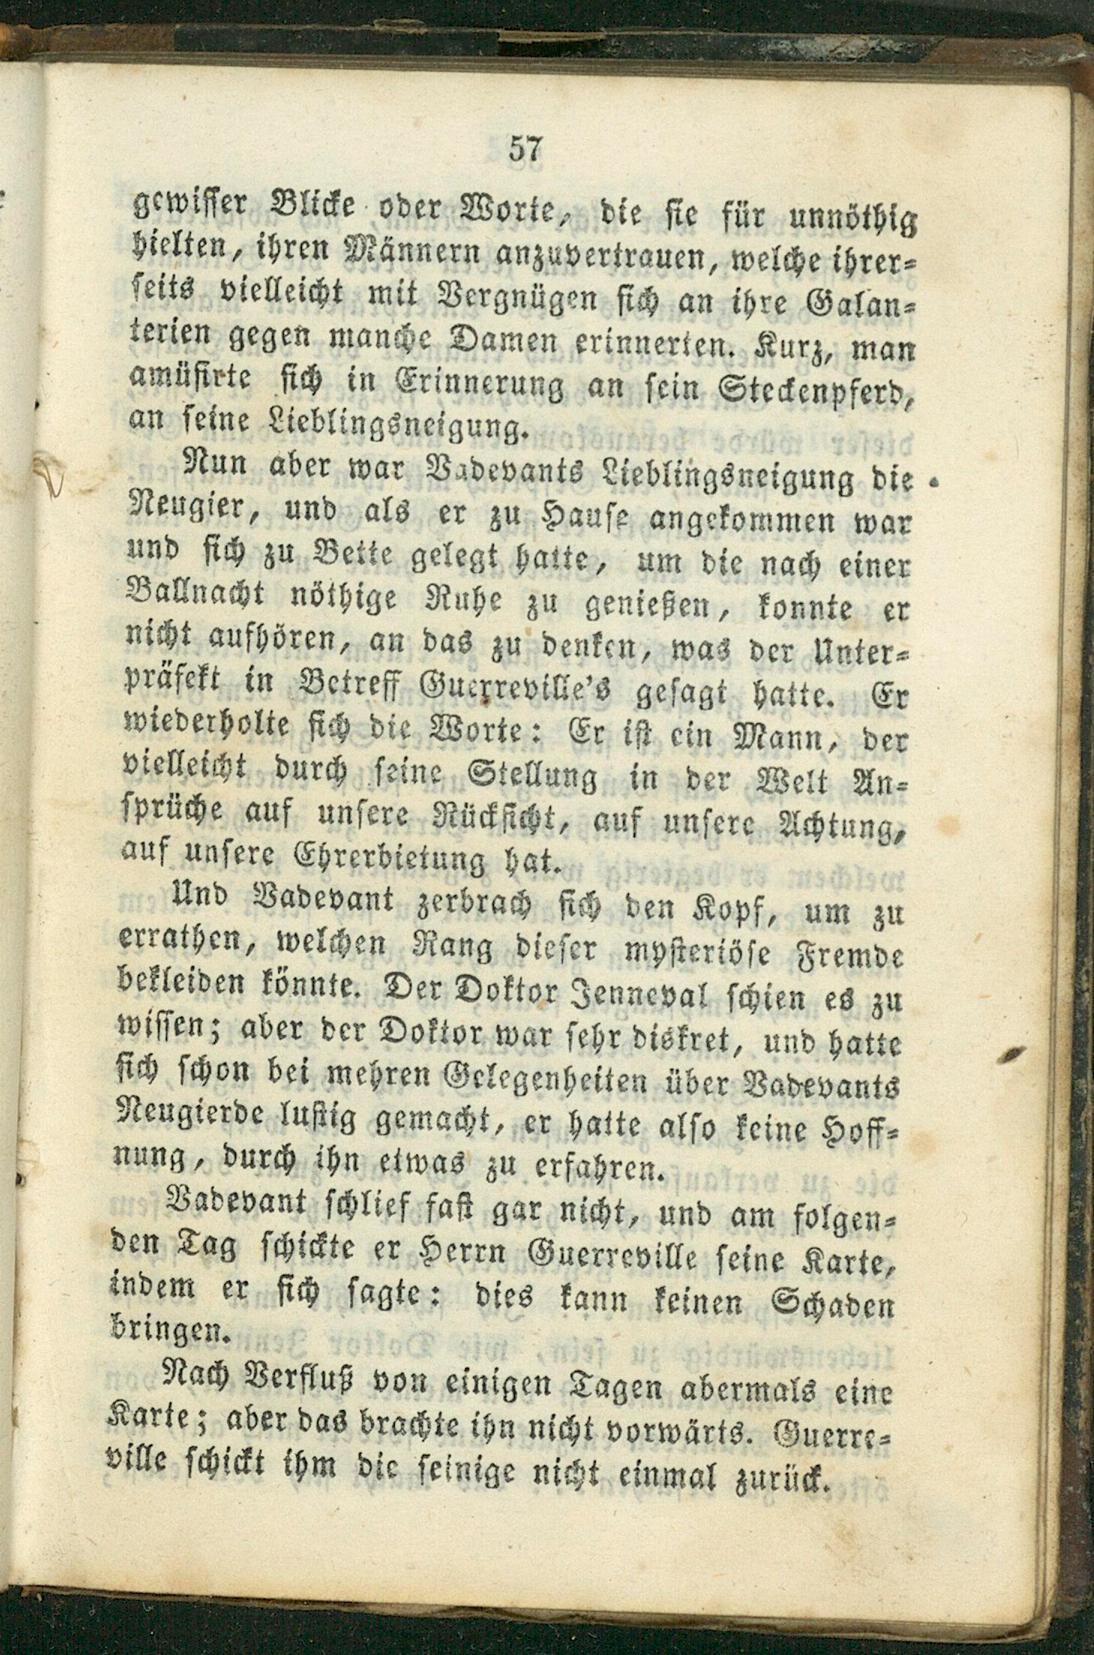 57
gewisser Blicke oder Worte, die sie für unnöthig
hielten, ihren Männern anzuvertrauen, welche ihrer-
seits vielleicht mit Vergnügen sich an ihre Galan-
terien gegen manche Damen erinnerten. Kurz, man
amüsirte sich in Erinnerung an sein Steckenpferd,
an seine Lieblingsneigung.
Nun aber war Vadevants Lieblingsneigung die
Neugier, und als er zu Hause angekommen war
und sich zu Bette gelegt hatte, um die nach einer
Ballnacht nöthige Ruhe zu genießen, konnte er
nicht aufhören, an das zu denken, was der Unter-
präfekt in Betreff Guerreville's gesagt hatte. Er
wiederholte sich die Worte: Er ist ein Mann, der
vielleicht durch seine Stellung in der Welt An-
sprüche auf unsere Rücksicht, auf unsere Achtung,
auf unsere Ehrerbietung hat.
Und Vadevant zerbrach sich den Kopf, um zu
errathen, welchen Rang dieser mysteriöse Fremde
bekleiden könnte. Der Doktor Jenneval schien es zu
wissen; aber der Doktor war sehr diskret, und hatte
sich schon bei mehren Gelegenheiten über Vadevants
Neugierde lustig gemacht, er hatte also keine Hoff-
nung, durch ihn etwas zu erfahren.
Vadevant schlief fast gar nicht, und am folgen-
den Tag schickte er Herrn Guerreville seine Karte,
indem er sich sagte: dies kann keinen Schaden
bringen.
Nach Verfluß von einigen Tagen abermals eine
Karte; aber das brachte ihn nicht vorwärts. Guerre-
ville schickt ihm die seinige nicht einmal zurück.